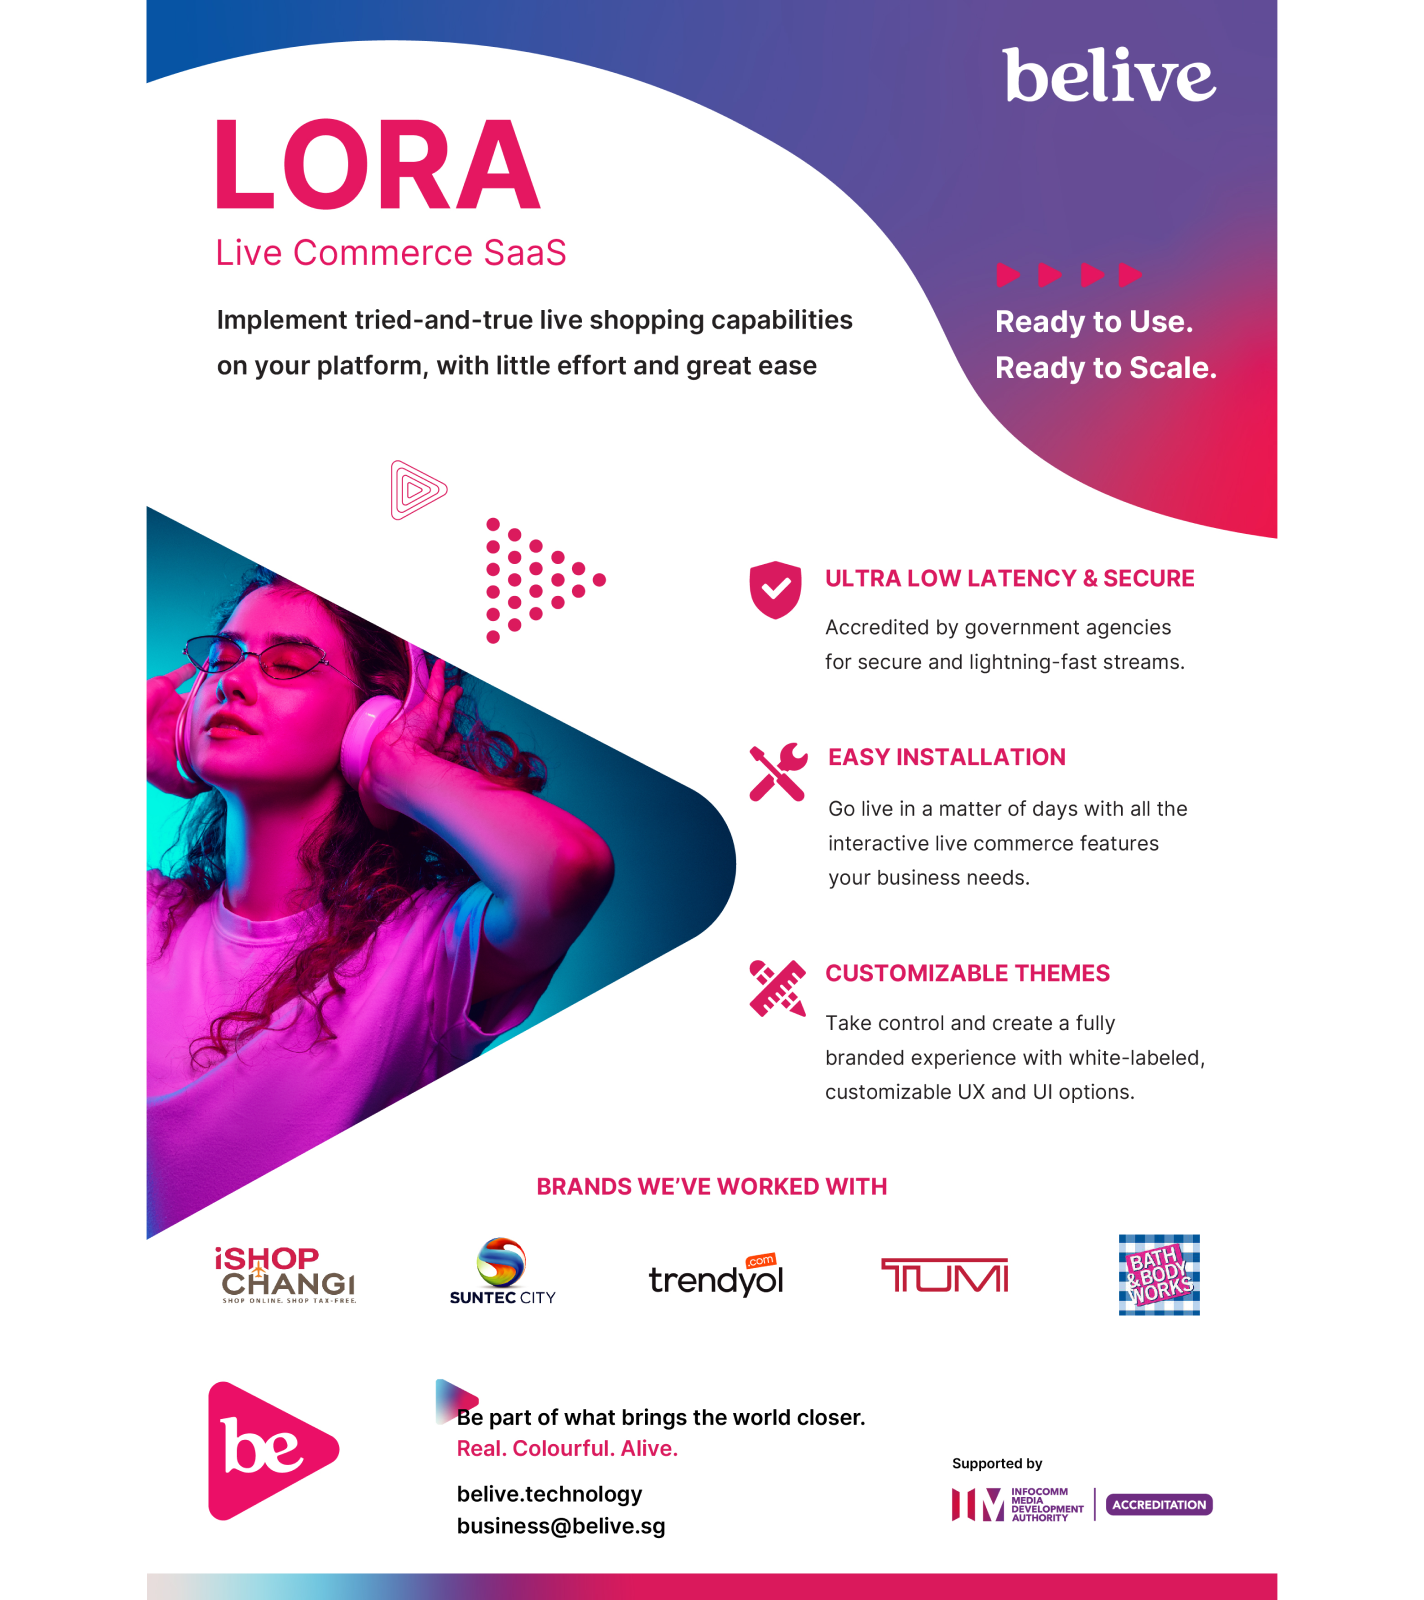 belive
LORA
Live Commerce SaaS
Implement tried-and-true live shopping capabilities
on your platform, with little effort and great ease
Ready to Use.
Ready to Scale.
ULTRA LOW LATENCY & SECURE
Accredited by government agencies
for secure and lightning-fast streams.
EASY INSTALLATION
Go live in a matter of days with all the
interactive live commerce features
your business needs.
CUSTOMIZABLE THEMES
Take control and create a fully
branded experience with white-labeled,
customizable UX and UI options.
BRANDS WE’VE WORKED WITH
iSHOP
CHANGI
SHOP ONLINE. SHOP TAX-FREE.
SUNTEC CITY
trendyol
.com
TUMI
BATH
& BODY
WORKS
be
Be part of what brings the world closer.
Real. Colourful. Alive.
belive.technology
business@belive.sg
Supported by
IM
INFOCOMM
MEDIA
DEVELOPMENT
AUTHORITY
ACCREDITATION